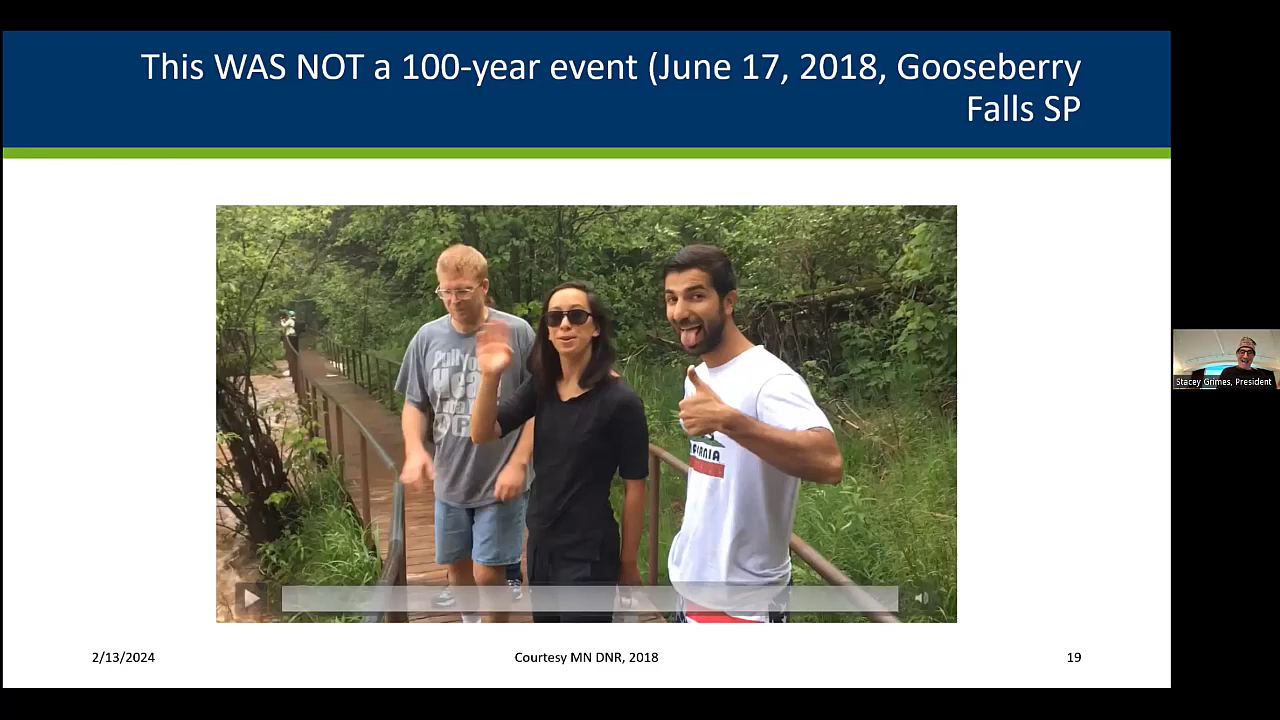 This WAS NOT a 100-year event (June 17, 2018, Gooseberry
Falls SP
Stacey Grimes, President
2/13/2024
Courtesy MN DNR, 2018
19